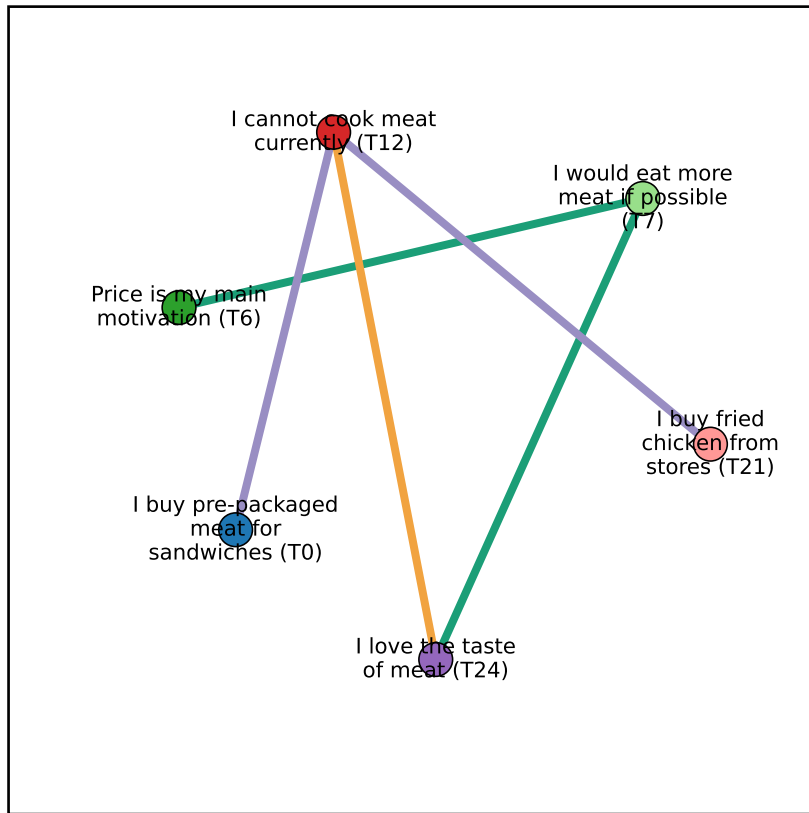 I cannot cook meat
currently (T12)
I would eat more
meat if possible
(T7)
Price is my main
motivation (T6)
I buy fried
chicken from
stores (T21)
I buy pre-packaged
meat for
sandwiches (T0)
I love the taste
of meat (T24)